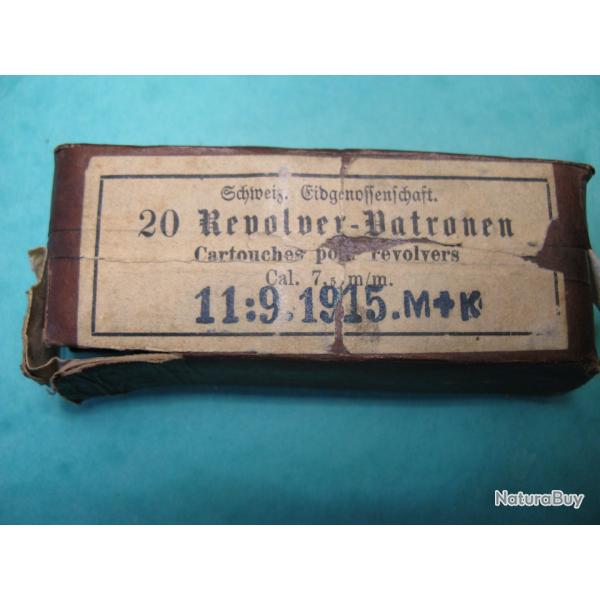 Schweiz. Eidgenossenschaft.
20 Revolver-Patronen
Cartouches pour revolvers
Cal. 7,5 m/m.
11:9.1915.M+K
NaturaBuy